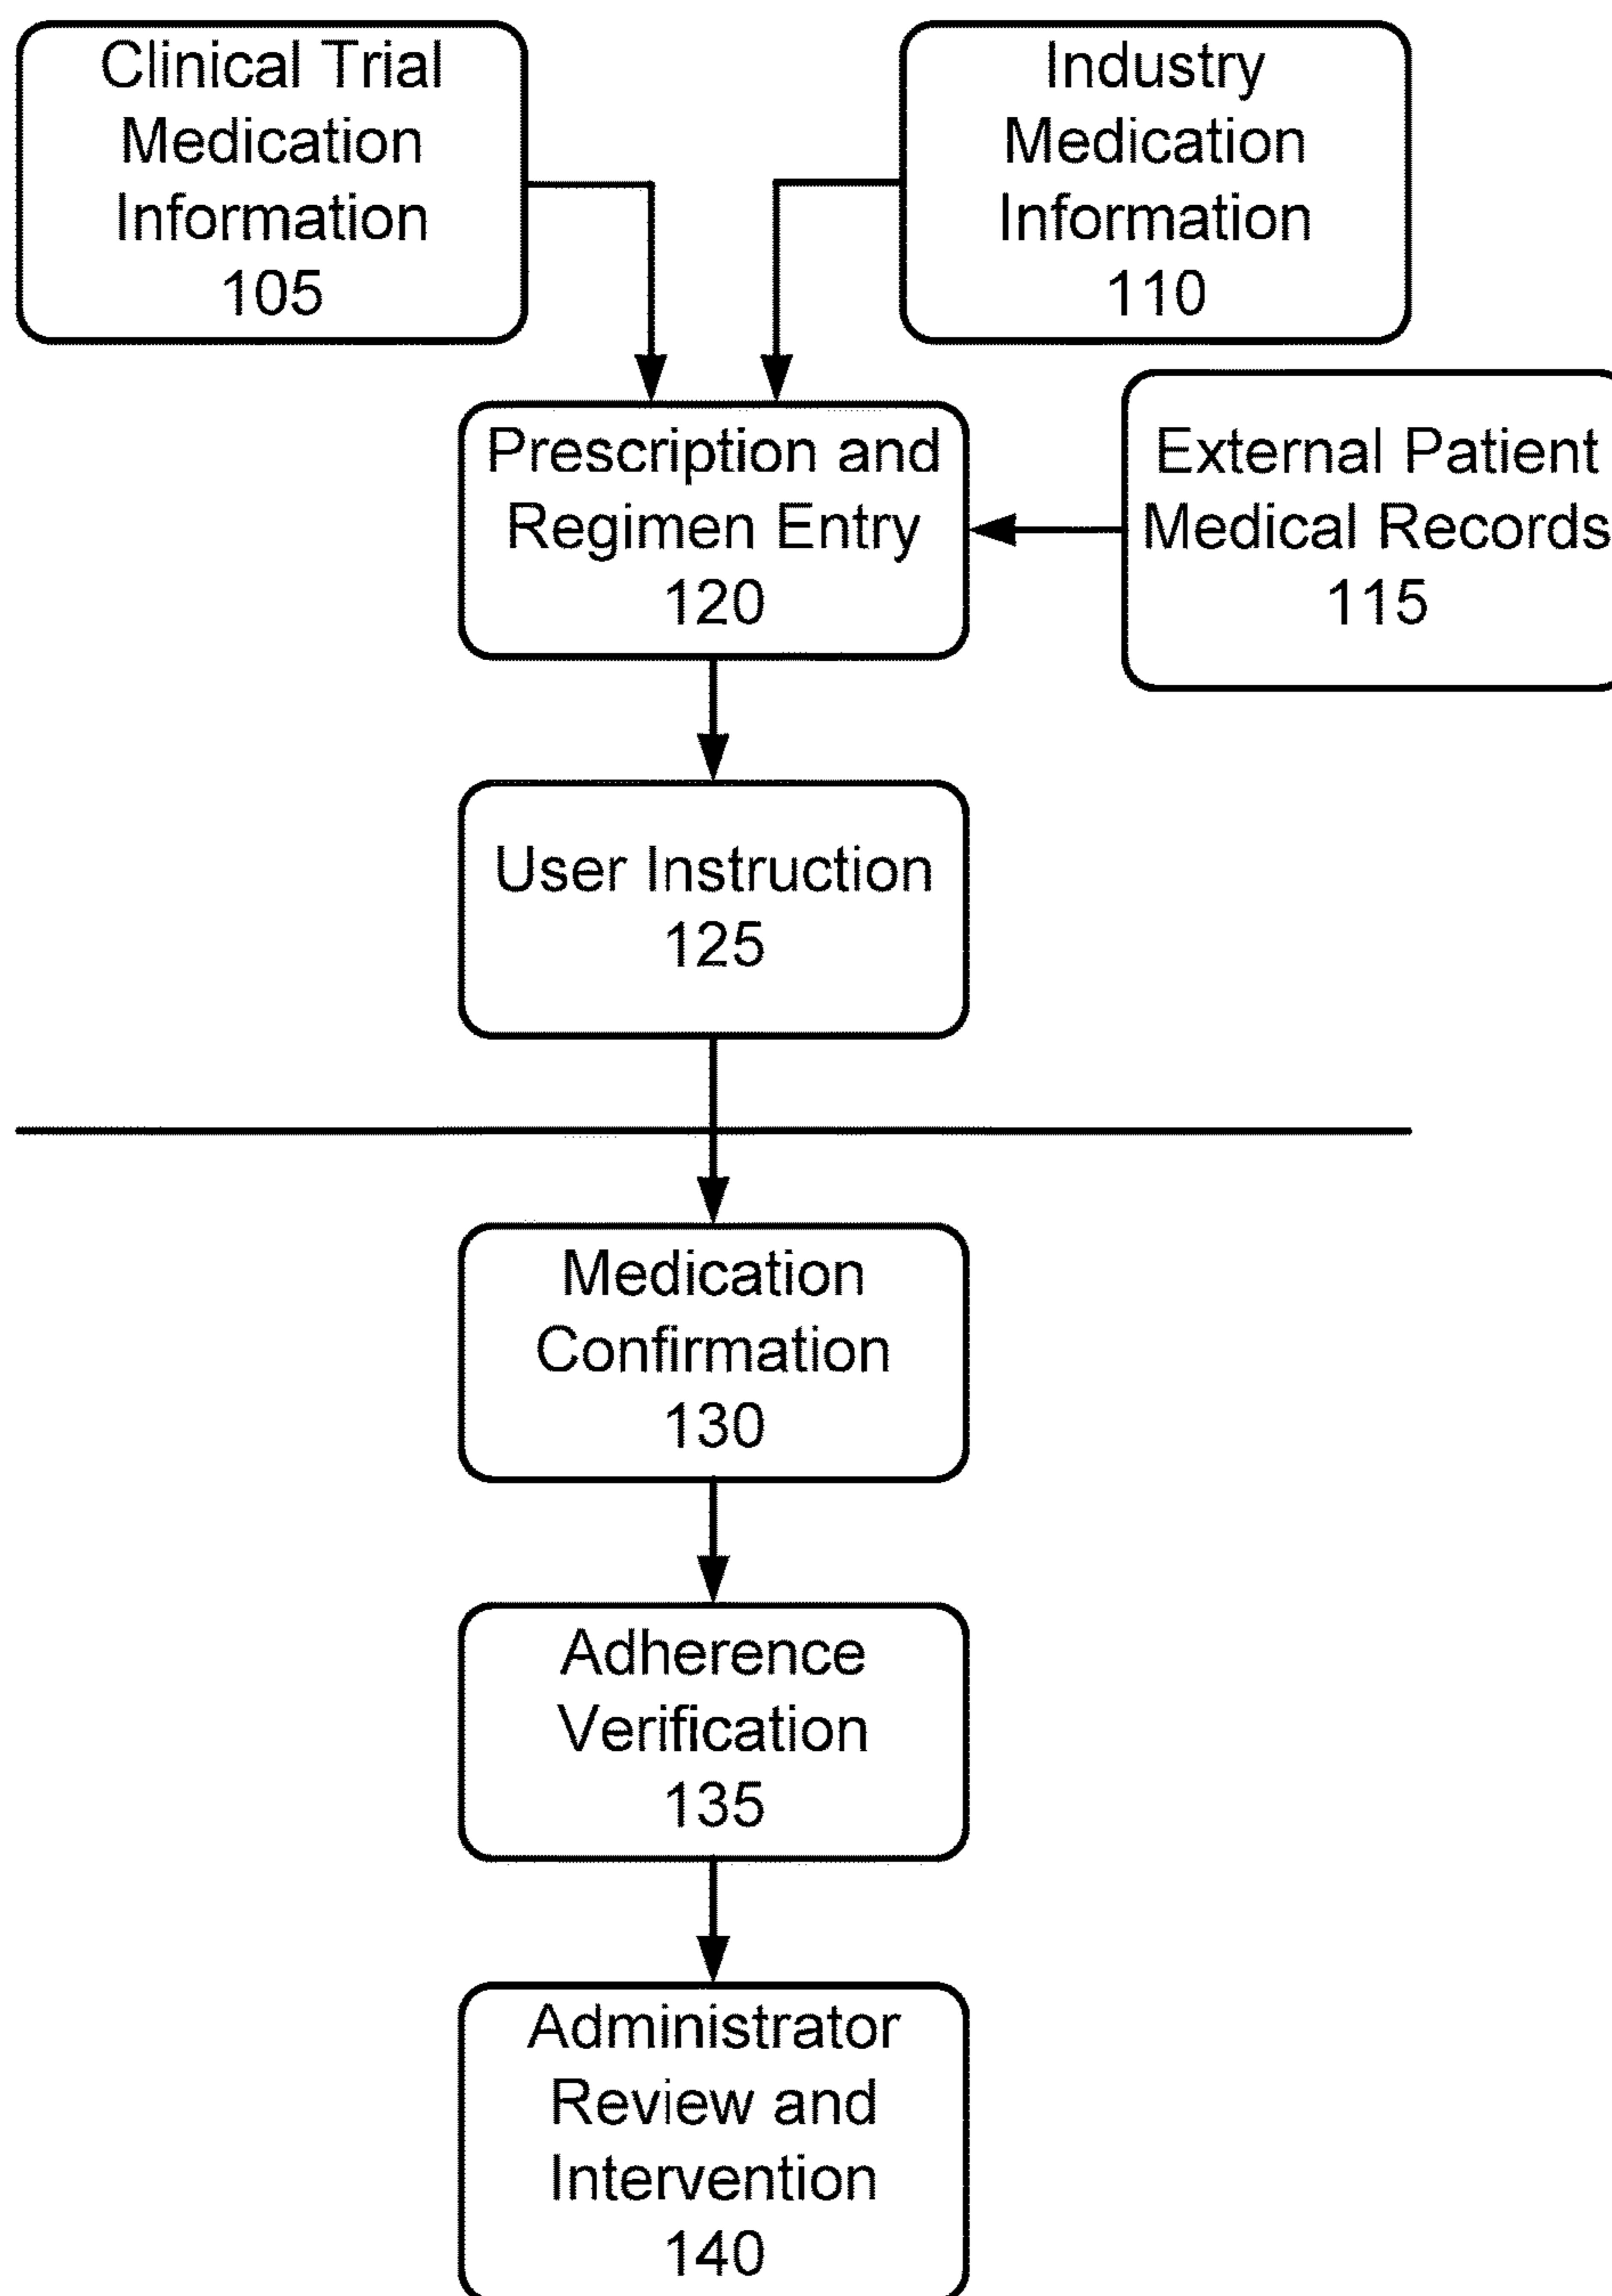 Clinical Trial
Medication
Information
105
Industry
Medication
Information
110
Prescription and
Regimen Entry
120
External Patient
Medical Records
115
User Instruction
125
Medication
Confirmation
130
Adherence
Verification
135
Administrator
Review and
Intervention
140